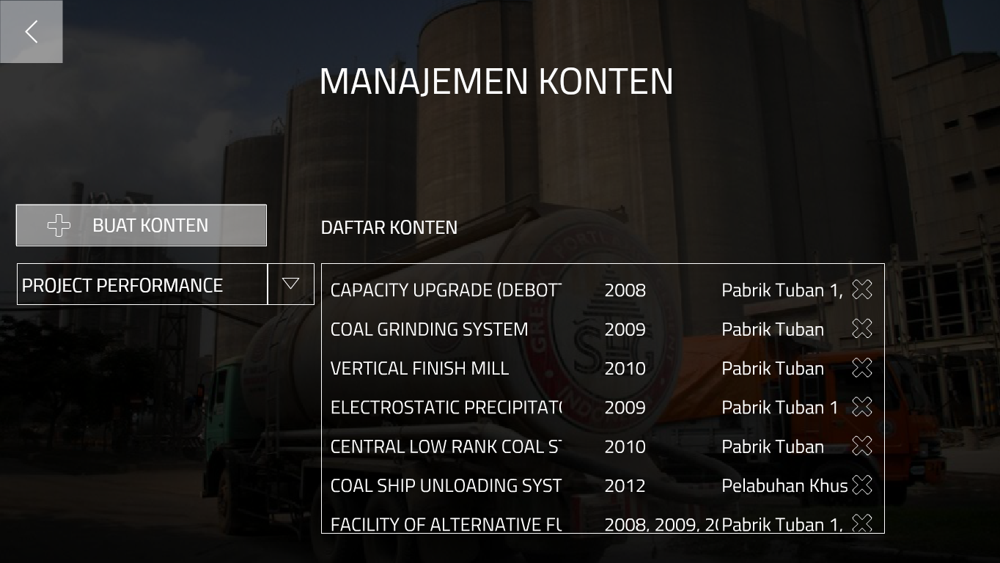 MANAJEMEN KONTEN
BUAT KONTEN
DAFTAR KONTEN
PROJECT PERFORMANCE
CAPACITY UPGRADE (DEBOT 2008 Pabrik Tuban 1,
COAL GRINDING SYSTEM 2009 Pabrik Tuban
VERTICAL FINISH MILL 2010 Pabrik Tuban
ELECTROSTATIC PRECIPITAT 2009 Pabrik Tuban 1
CENTRAL LOW RANK COAL S 2010 Pabrik Tuban
COAL SHIP UNLOADING SYST 2012 Pelabuhan Khus
FACILITY OF ALTERNATIVE F 2008, 2009, 20 Pabrik Tuban 1,